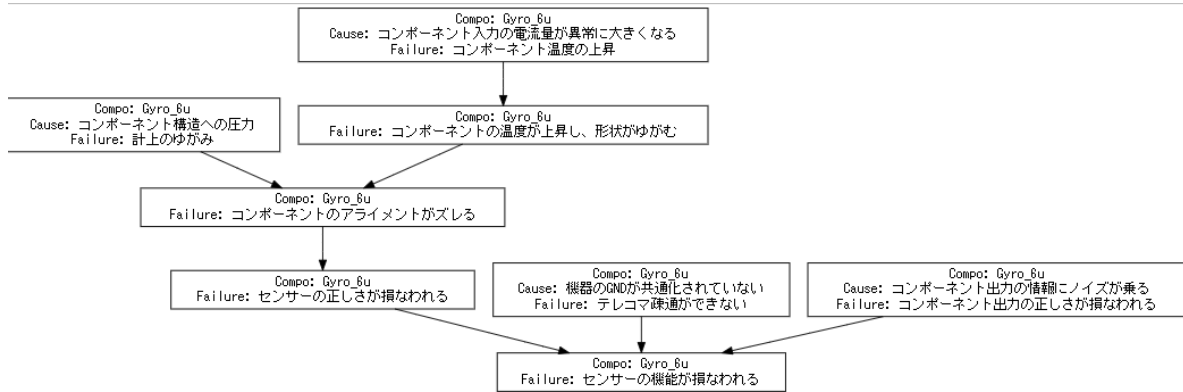 Compo: Gyro_6u
Cause: コンポーネント入力の電流量が異常に大きくなる
Failure: コンポーネント温度の上昇
Compo: Gyro_6u
Cause: コンポーネント構造への圧力
Failure: 計上のゆがみ
Compo: Gyro_6u
Failure: コンポーネントの温度が上昇し、形状がゆがむ
Compo: Gyro_6u
Failure: コンポーネントのアライメントがズレる
Compo: Gyro_6u
Failure: センサーの正しさが損なわれる
Compo: Gyro_6u
Cause: 機器のGNDが共通化されていない
Failure: テレコマ疎通ができない
Compo: Gyro_6u
Cause: コンポーネント出力の情報にノイズが乗る
Failure: コンポーネント出力の正しさが損なわれる
Compo: Gyro_6u
Failure: センサーの機能が損なわれる